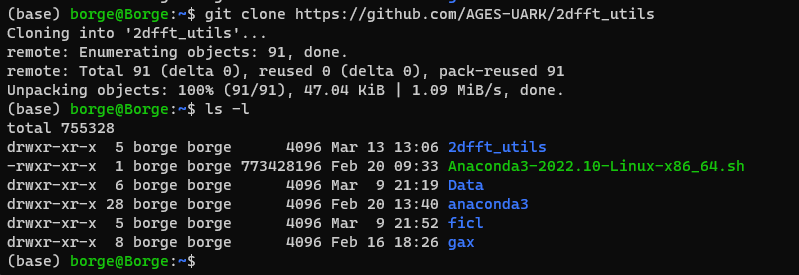 (base) borge@Borge:~$ git clone https://github.com/AGES-UARK/2dfft_utils
Cloning into '2dfft_utils'...
remote: Enumerating objects: 91, done.
remote: Total 91 (delta 0), reused 0 (delta 0), pack-reused 91
Unpacking objects: 100% (91/91), 47.04 KiB | 1.09 MiB/s, done.
(base) borge@Borge:~$ ls -l
total 755328
drwxr-xr-x  5 borge borge      4096 Mar 13 13:06 2dfft_utils
-rwxr-xr-x  1 borge borge 773428196 Feb 20 09:33 Anaconda3-2022.10-Linux-x86_64.sh
drwxr-xr-x  6 borge borge      4096 Mar  9 21:19 Data
drwxr-xr-x 28 borge borge      4096 Feb 20 13:40 anaconda3
drwxr-xr-x  5 borge borge      4096 Mar  9 21:52 ficl
drwxr-xr-x  8 borge borge      4096 Feb 16 18:26 gax
(base) borge@Borge:~$